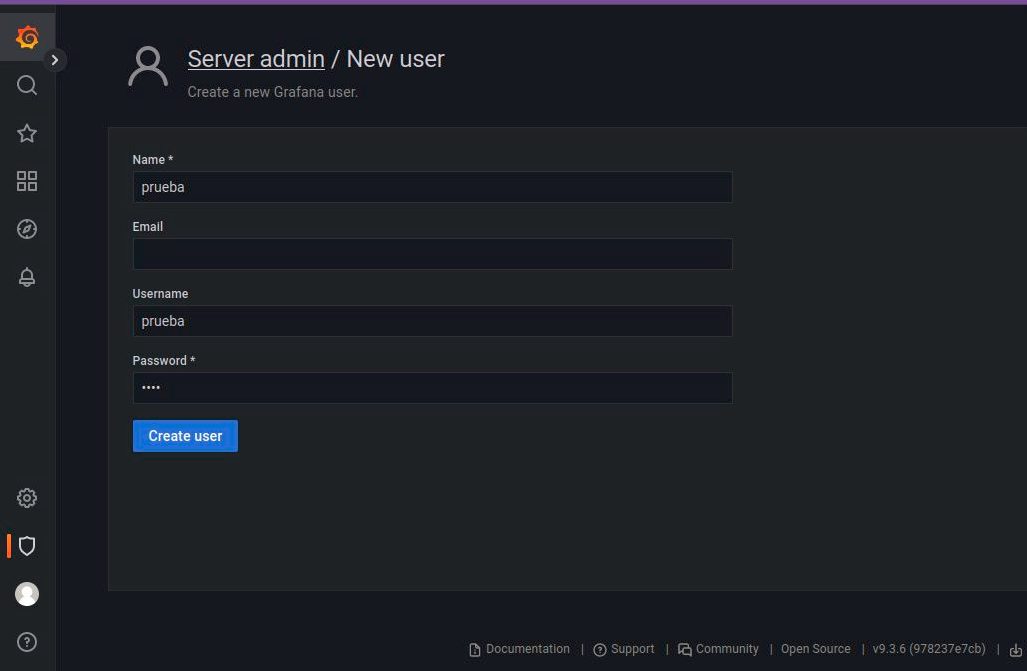 Server admin / New user
Create a new Grafana user.
Name *
prueba
Email
Username
prueba
Password *
••••
Create user
Documentation | Support | Community | Open Source | v9.3.6 (978237e7cb) |